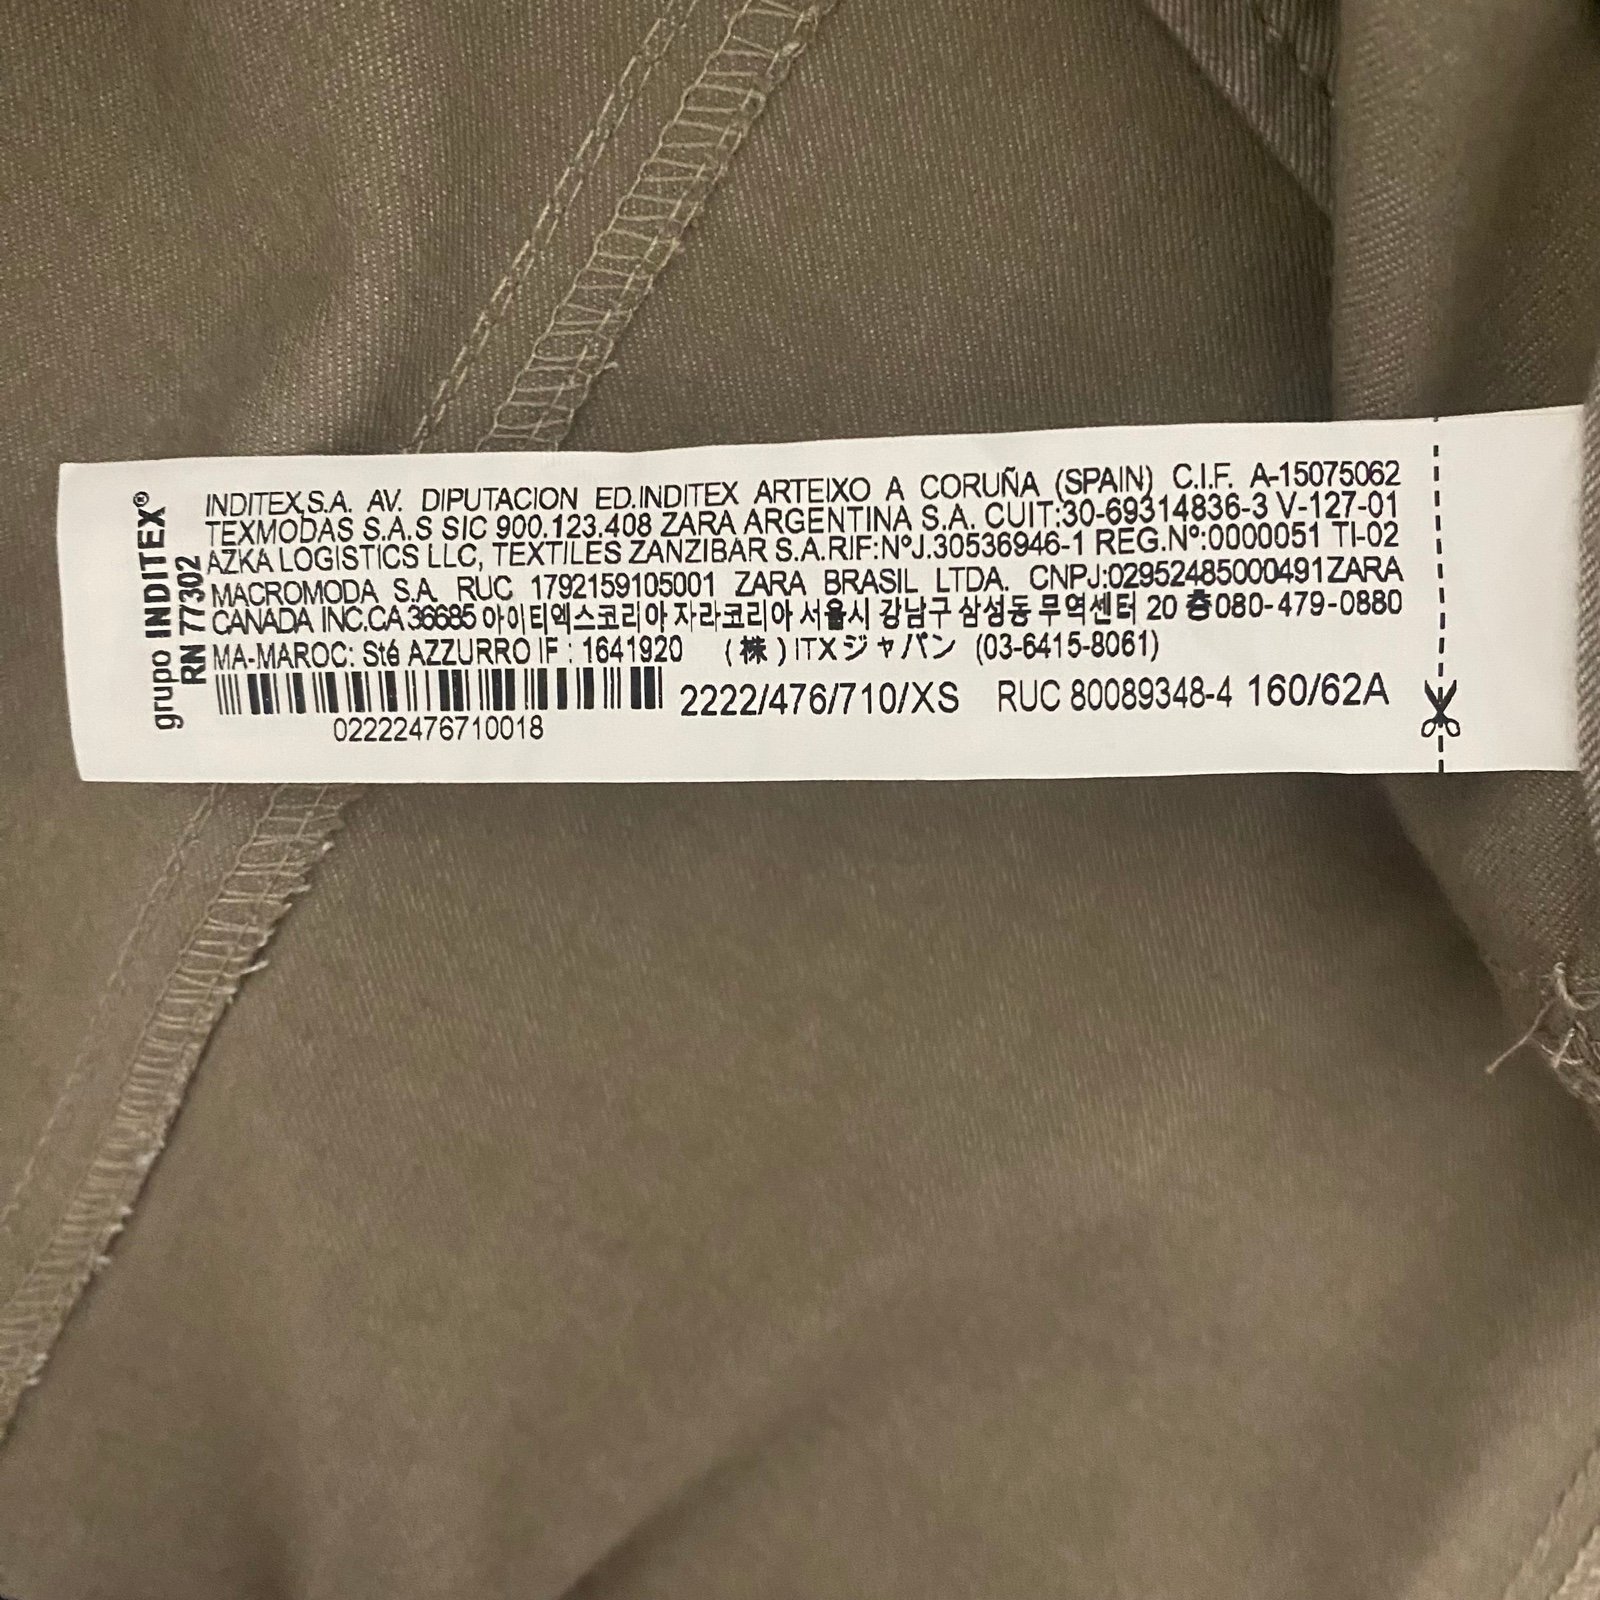 grupo INDITEX®
RN 77302
INDITEX,S.A. AV. DIPUTACION ED.INDITEX ARTEIXO A CORUÑA (SPAIN) C.I.F. A-15075062
TEXMODAS S.A.S SIC 900.123.408 ZARA ARGENTINA S.A. CUIT:30-69314836-3 V-127-01
AZKA LOGISTICS LLC, TEXTILES ZANZIBAR S.A.RIF:NºJ.30536946-1 REG.Nº:0000051 TI-02
MACROMODA S.A. RUC 1792159105001 ZARA BRASIL LTDA. CNPJ:02952485000491ZARA
CANADA INC.CA 36685 아이티엑스코리아 자라코리아 서울시 강남구 삼성동 무역센터 20 층080-479-0880
MA-MAROC: Sté AZZURRO IF : 1641920 (株)ITXジャパン (03-6415-8061)
2222/476/710/XS RUC 80089348-4 160/62A
02222476710018